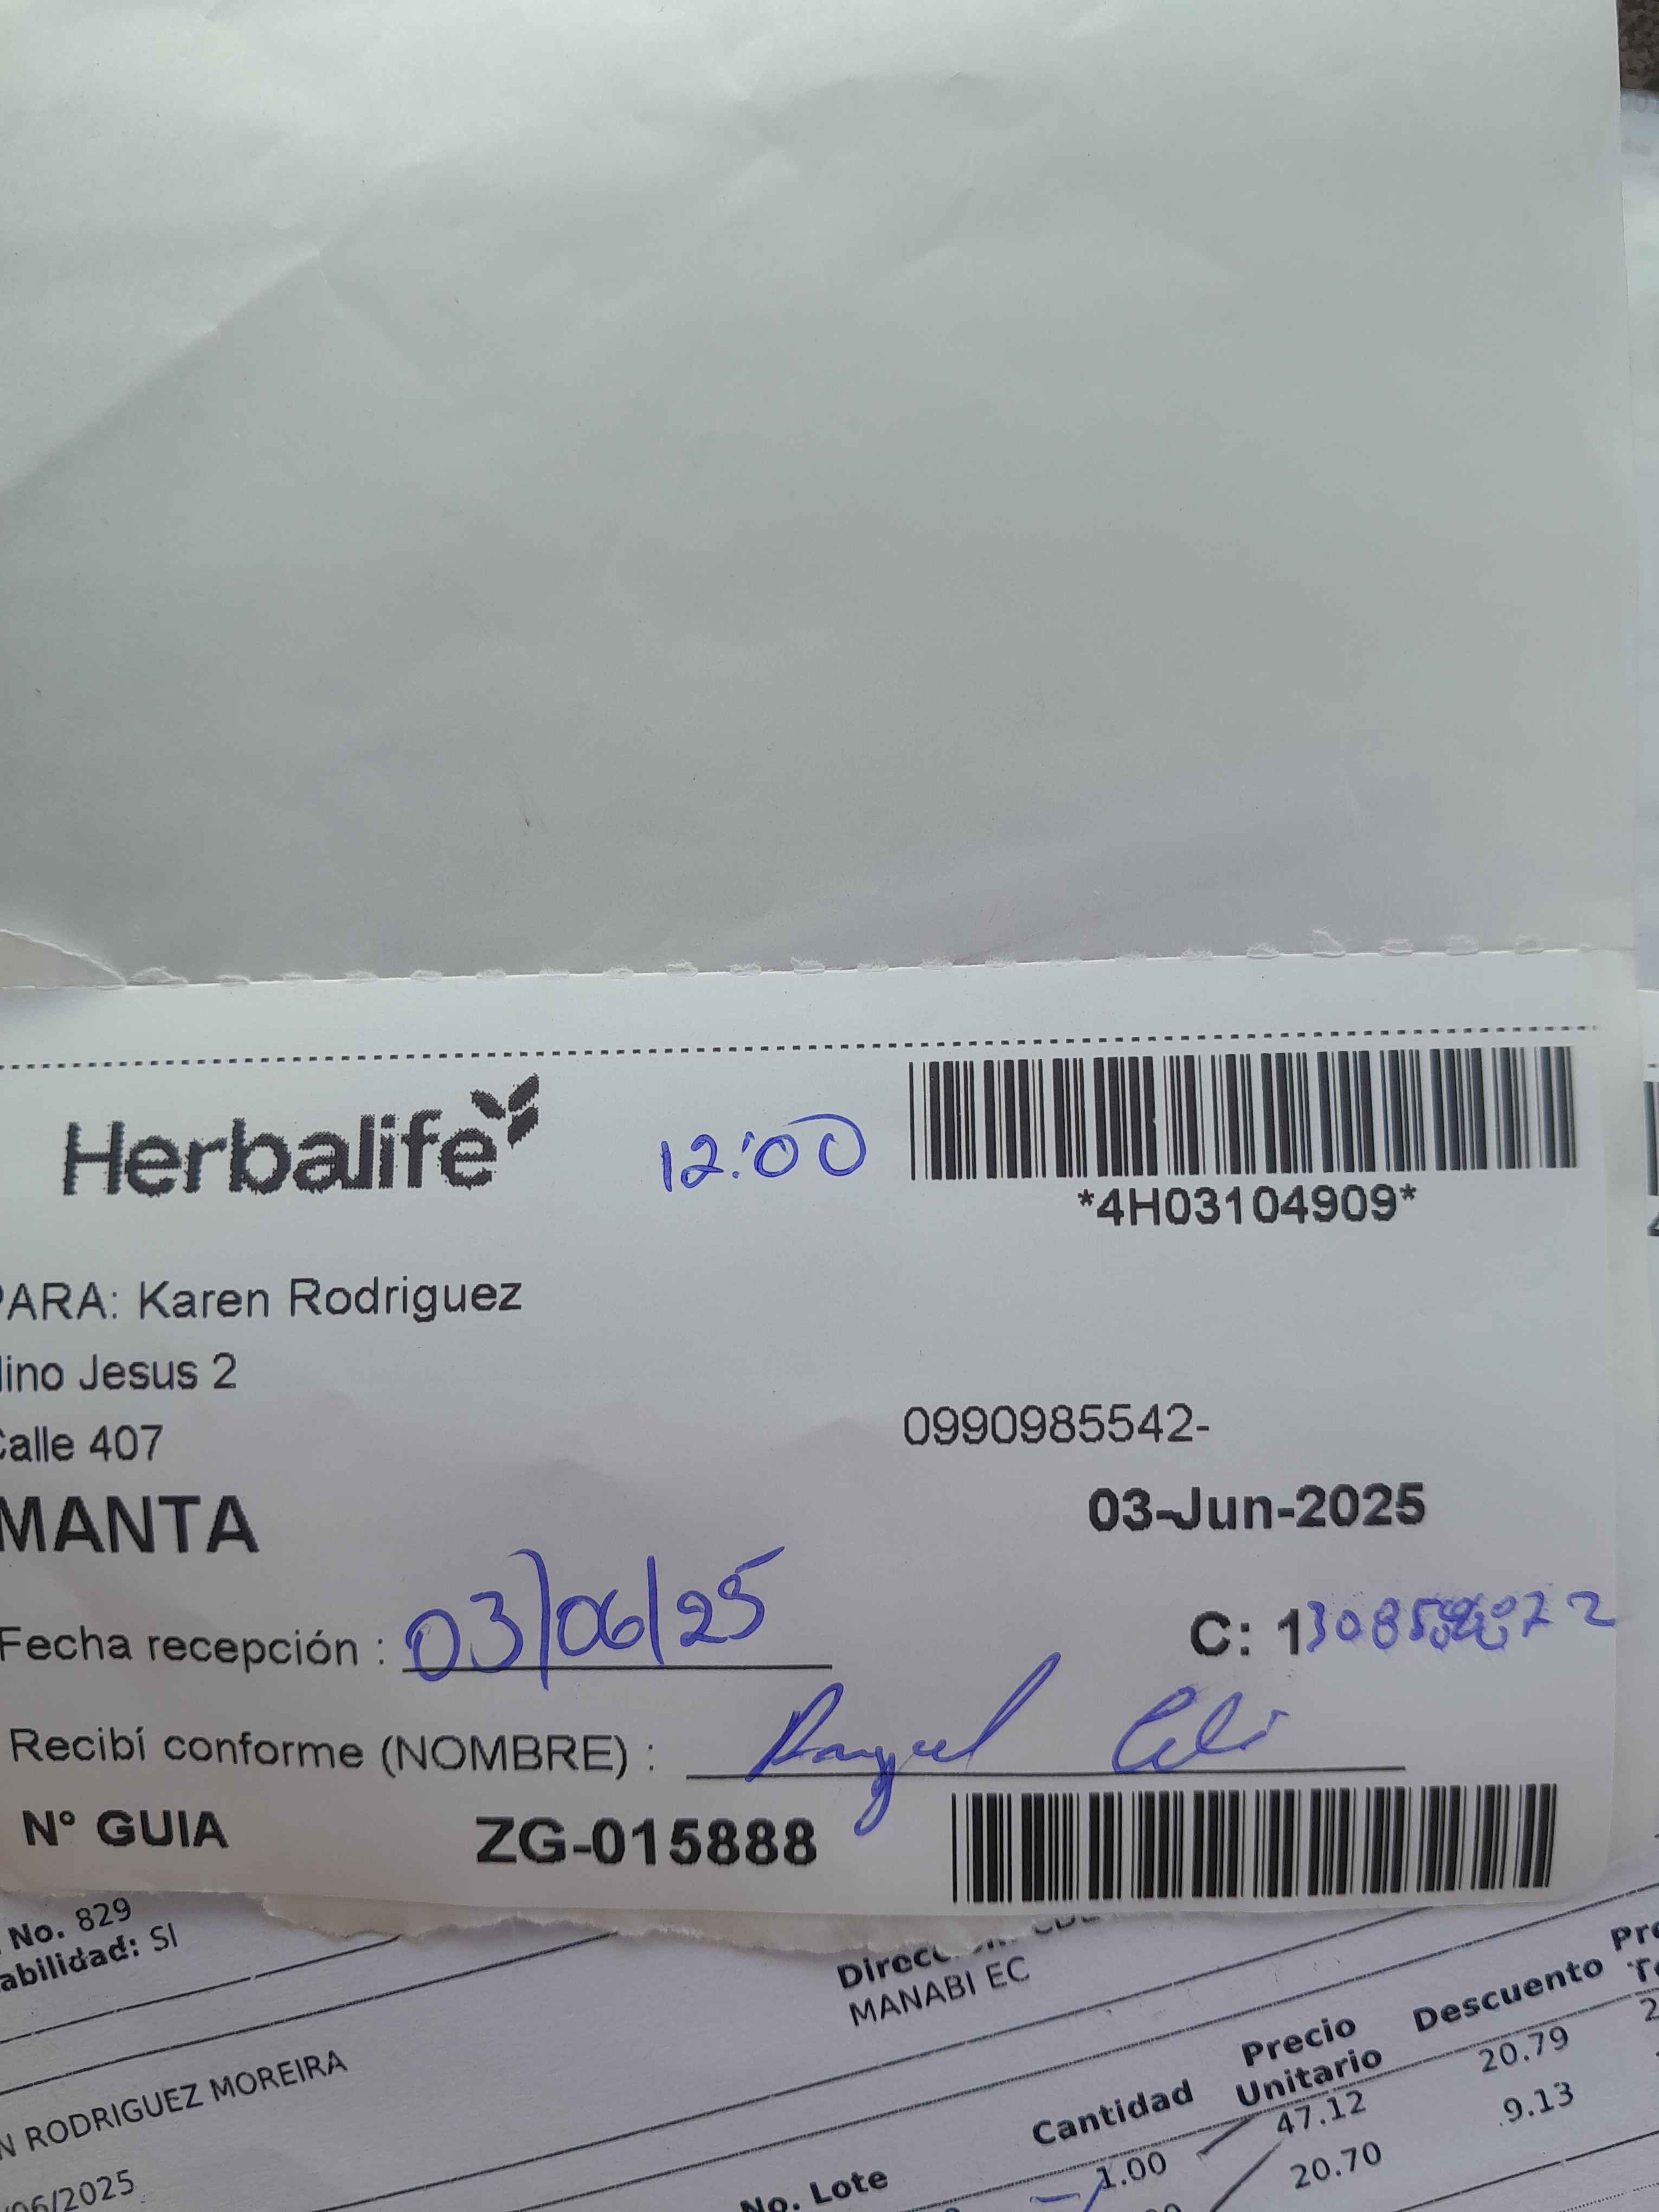 Herbalife
12:00
*4H03104909*
PARA: Karen Rodriguez
ino Jesus 2
alle 407
0990985542-
MANTA
03-Jun-2025
Fecha recepción : 03/06/25
C: 1
Recibí conforme (NOMBRE) :
N° GUIA ZG-015888
No. 829
abilidad: SI
MANABI EC
N RODRIGUEZ MOREIRA
/06/2025
No. Lote Cantidad Precio Unitario Descuento
1.00 47.12 20.79
20.70 9.13